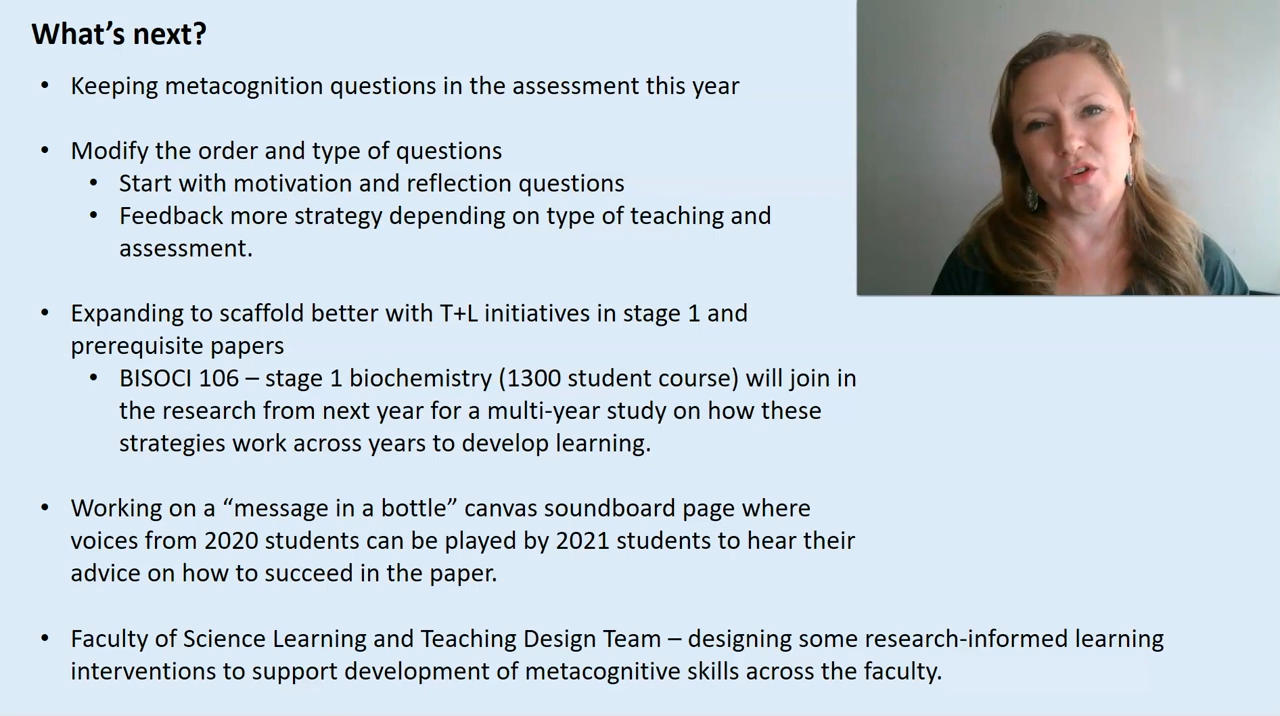 What's next?
• Keeping metacognition questions in the assessment this year
• Modify the order and type of questions
• Start with motivation and reflection questions
• Feedback more strategy depending on type of teaching and
assessment.
• Expanding to scaffold better with T+L initiatives in stage 1 and
prerequisite papers
• BISOCI 106 – stage 1 biochemistry (1300 student course) will join in
the research from next year for a multi-year study on how these
strategies work across years to develop learning.
• Working on a “message in a bottle” canvas soundboard page where
voices from 2020 students can be played by 2021 students to hear their
advice on how to succeed in the paper.
• Faculty of Science Learning and Teaching Design Team – designing some research-informed learning
interventions to support development of metacognitive skills across the faculty.